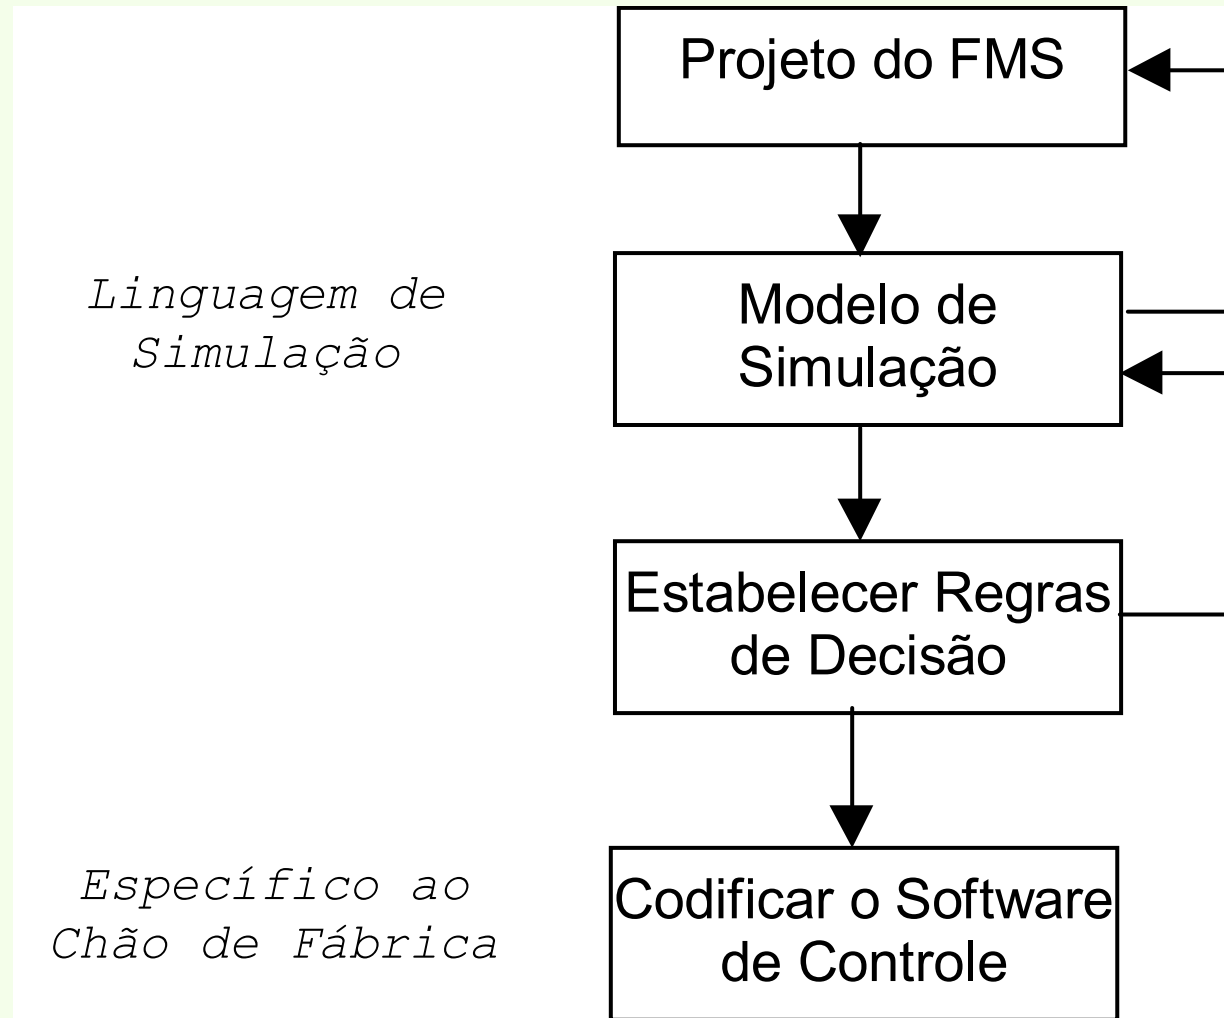 Projeto do FMS
Linguagem de
Simulação
Modelo de
Simulação
Estabelecer Regras
de Decisão
Específico ao
Chão de Fábrica
Codificar o Software
de Controle